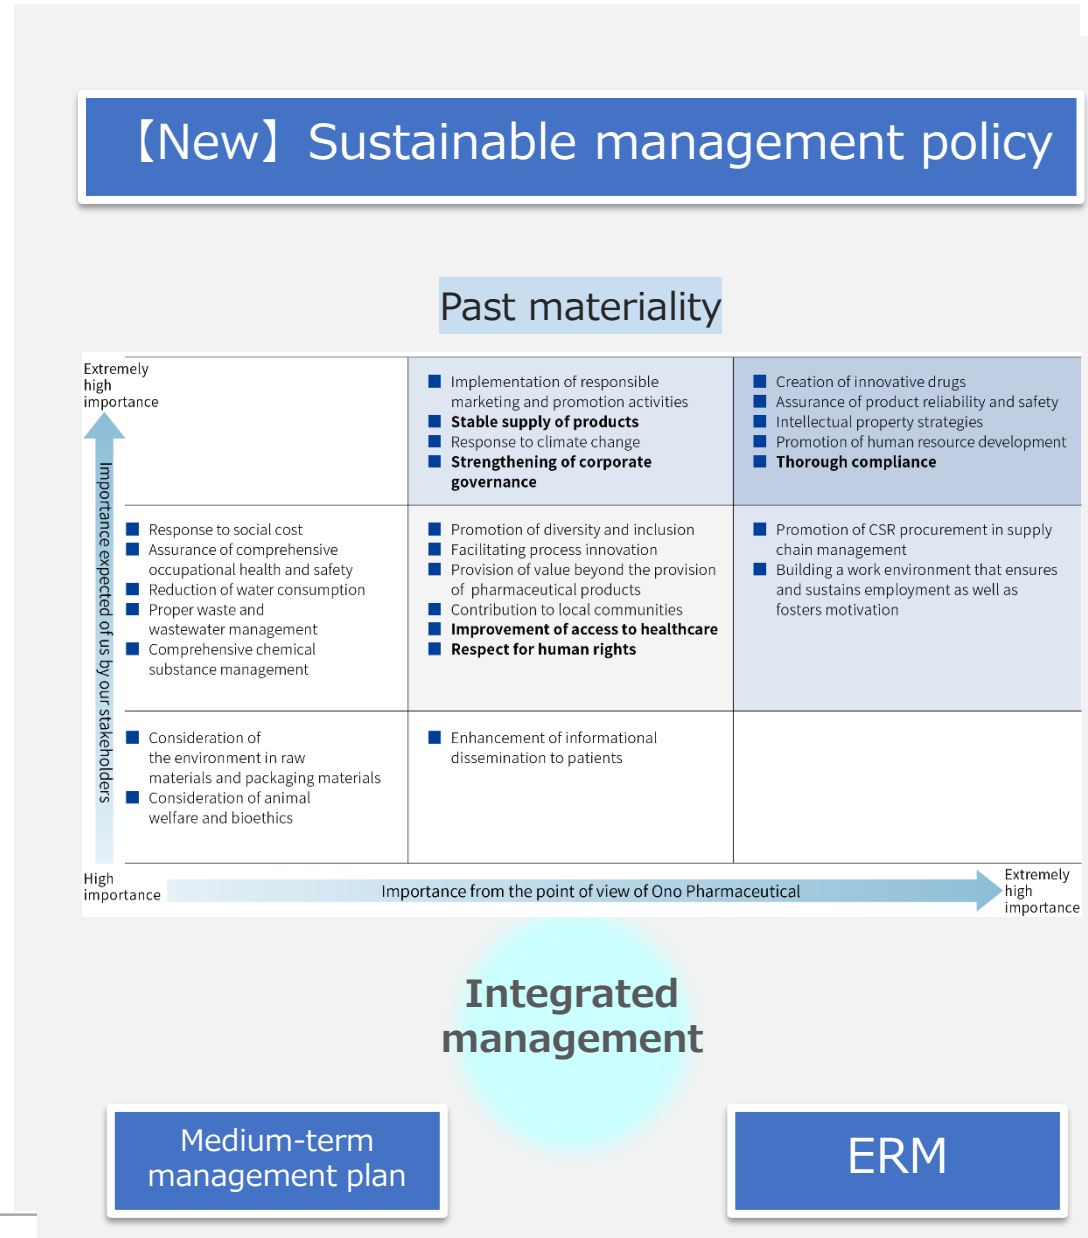 【New】Sustainable management policy
Past materiality
Extremely
high
importance
Importance expected of us by our stakeholders
Implementation of responsible
marketing and promotion activities
Stable supply of products
Response to climate change
Strengthening of corporate
governance
Creation of innovative drugs
Assurance of product reliability and safety
Intellectual property strategies
Promotion of human resource development
Thorough compliance
Response to social cost
Assurance of comprehensive
occupational health and safety
Reduction of water consumption
Proper waste and
wastewater management
Comprehensive chemical
substance management
Promotion of diversity and inclusion
Facilitating process innovation
Provision of value beyond the provision
of pharmaceutical products
Contribution to local communities
Improvement of access to healthcare
Respect for human rights
Promotion of CSR procurement in supply
chain management
Building a work environment that ensures
and sustains employment as well as
fosters motivation
Consideration of
the environment in raw
materials and packaging materials
Consideration of animal
welfare and bioethics
Enhancement of informational
dissemination to patients
High
importance
Importance from the point of view of Ono Pharmaceutical
Extremely
high
importance
Integrated
management
Medium-term
management plan
ERM